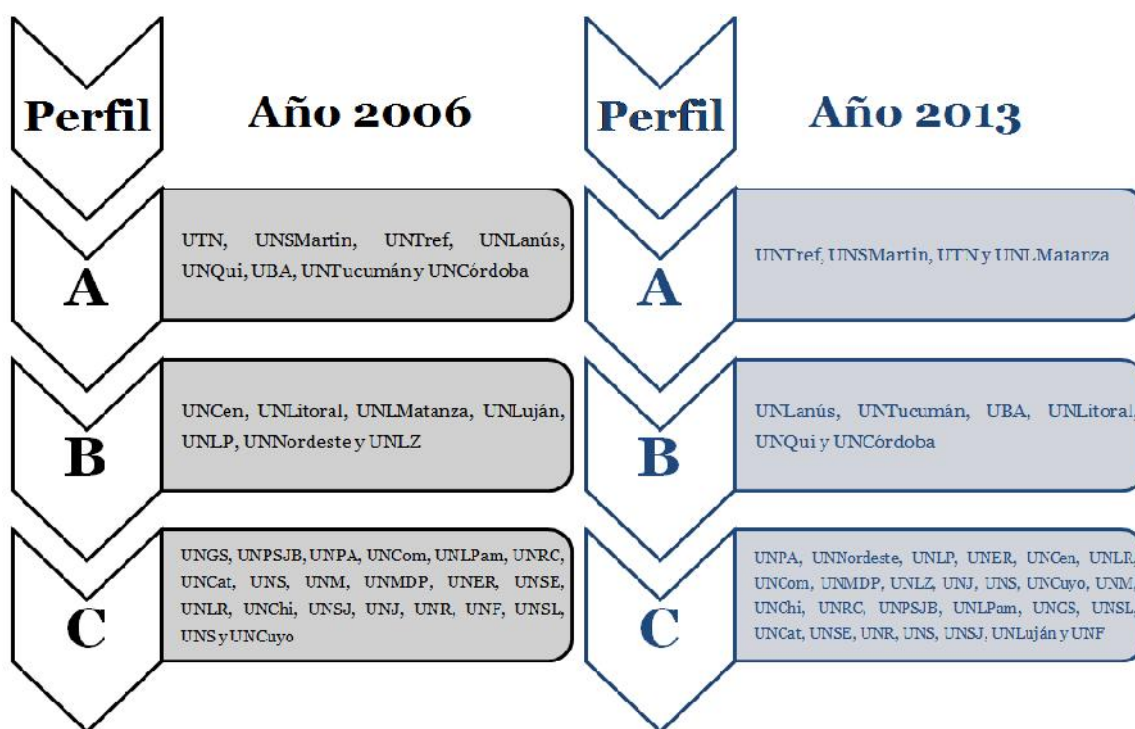 Perfil
Año 2006
A
UTN, UNSMartin, UNTref, UNLanús,
UNQui, UBA, UNTucumán y UNCórdoba
B
UNCen, UNLitoral, UNLMatanza, UNLuján,
UNLP, UNNordeste y UNLZ
C
UNGS, UNPSJB, UNPA, UNCom, UNLPam, UNRC,
UNCat, UNS, UNM, UNMDP, UNER, UNSE,
UNLR, UNChi, UNSJ, UNJ, UNR, UNF, UNSL,
UNS y UNCuyo
Perfil
Año 2013
A
UNTref, UNSMartin, UTN y UNLMatanza
B
UNLanús, UNTucumán, UBA, UNLitoral,
UNQui y UNCórdoba
C
UNPA, UNNordeste, UNLP, UNER, UNCen, UNLR,
UNCom, UNMDP, UNLZ, UNJ, UNS, UNCuyo, UNM,
UNChi, UNRC, UNPSJB, UNLPam, UNGS, UNSL,
UNCat, UNSE, UNR, UNS, UNSJ, UNLuján y UNF